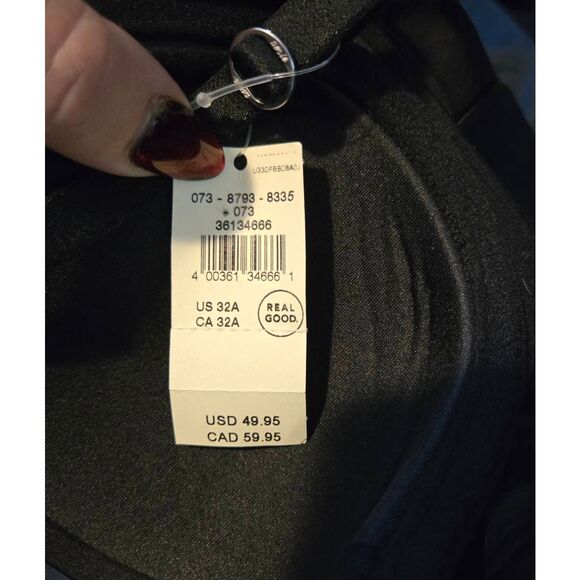 073 - 8793 - 8335
- 073
36134666
4 00361 34666 1
US 32A
CA 32A
REAL
GOOD.
USD 49.95
CAD 59.95